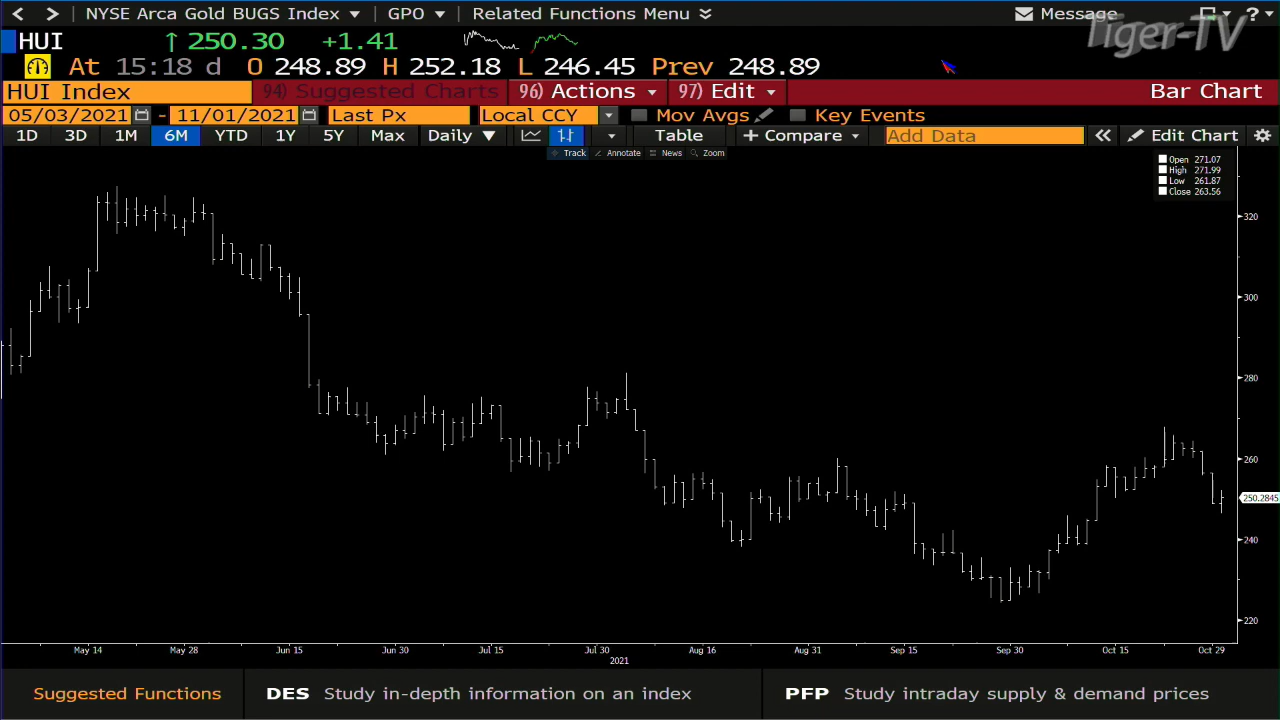 NYSE Arca Gold BUGS Index GPO Related Functions Menu Message ?
Tiger-TV
HUI ↑ 250.30 +1.41
At 15:18 d O 248.89 H 252.18 L 246.45 Prev 248.89
HUI Index 94) Suggested Charts 96) Actions 97) Edit Bar Chart
05/03/2021 - 11/01/2021 Last Px Local CCY Mov Avgs Key Events
1D 3D 1M 6M YTD 1Y 5Y Max Daily ▼ Table + Compare Add Data « Edit Chart
Track Annotate News Zoom
Open 271.07
High 271.99
Low 261.87
Close 263.56
320
300
280
260
250.2845
240
220
May 14 May 28 Jun 15 Jun 30 Jul 15 Jul 30 Aug 16 Aug 31 Sep 15 Sep 30 Oct 15 Oct 29
2021
Suggested Functions DES Study in-depth information on an index PFP Study intraday supply & demand prices